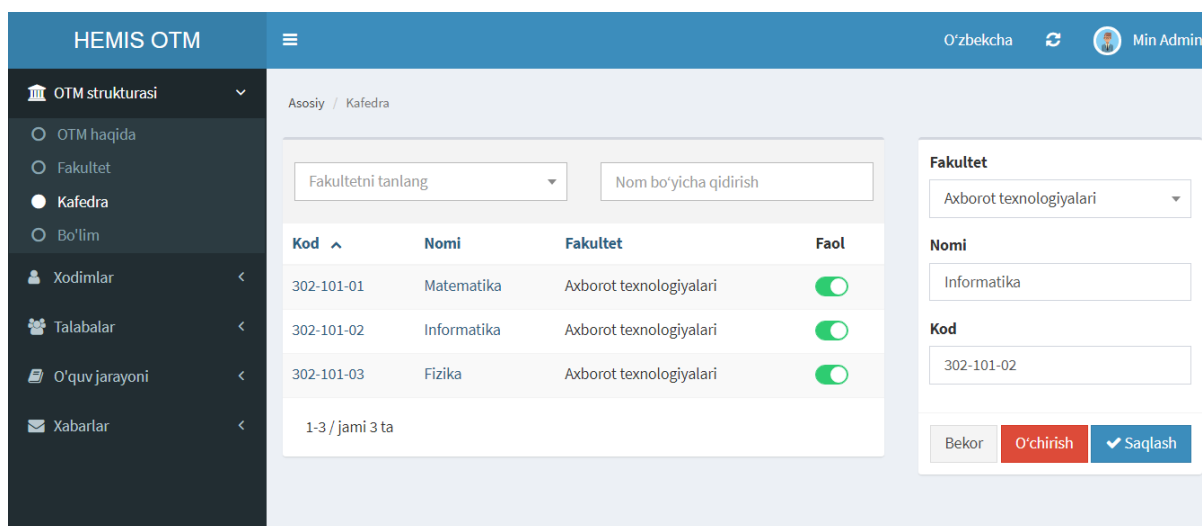 HEMIS OTM
O‘zbekcha
Min Admin
OTM strukturasi
OTM haqida
Fakultet
Kafedra
Bo'lim
Xodimlar
Talabalar
O'quv jarayoni
Xabarlar
Asosiy / Kafedra
Fakultetni tanlang
Nom bo‘yicha qidirish
Kod Nomi Fakultet Faol
302-101-01 Matematika Axborot texnologiyalari
302-101-02 Informatika Axborot texnologiyalari
302-101-03 Fizika Axborot texnologiyalari
1-3 / jami 3 ta
Fakultet
Axborot texnologiyalari
Nomi
Informatika
Kod
302-101-02
Bekor O‘chirish Saqlash